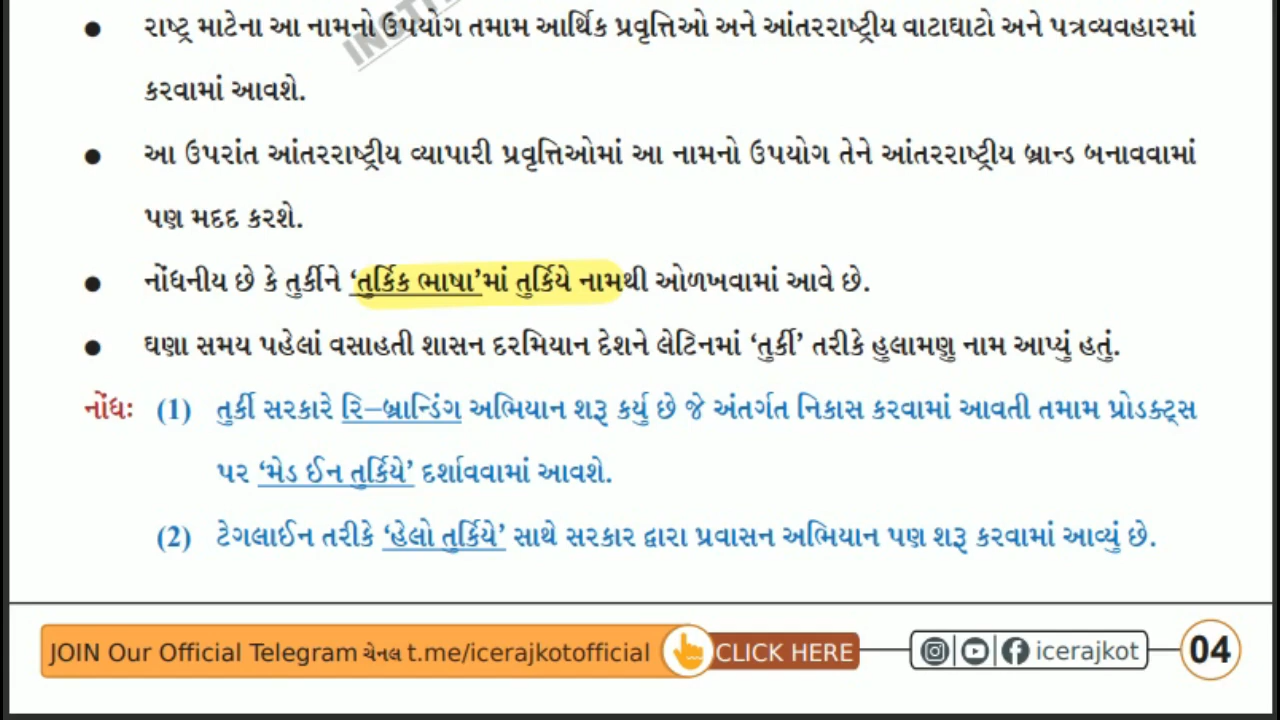 ● રાષ્ટ્ર માટેના આ નામનો ઉપયોગ તમામ આર્થિક પ્રવૃત્તિઓ અને આંતરરાષ્ટ્રીય વાટાઘાટો અને પત્રવ્યવહારમાં
કરવામાં આવશે.
● આ ઉપરાંત આંતરરાષ્ટ્રીય વ્યાપારી પ્રવૃત્તિઓમાં આ નામનો ઉપયોગ તેને આંતરરાષ્ટ્રીય બ્રાન્ડ બનાવવામાં
પણ મદદ કરશે.
● નોંધનીય છે કે તુર્કીને ‘તુર્કિક ભાષા’માં તુર્કિયે નામથી ઓળખવામાં આવે છે.
● ઘણા સમય પહેલાં વસાહતી શાસન દરમિયાન દેશને લેટિનમાં ‘તુર્કી’ તરીકે હુલામણુ નામ આપ્યું હતું.
નોંધઃ (1) તુર્કી સરકારે રિ–બ્રાન્ડિંગ અભિયાન શરૂ કર્યુ છે જે અંતર્ગત નિકાસ કરવામાં આવતી તમામ પ્રોડક્ટ્સ
પર ‘મેડ ઈન તુર્કિયે’ દર્શાવવામાં આવશે.
(2) ટેગલાઈન તરીકે ‘હેલો તુર્કિયે’ સાથે સરકાર દ્વારા પ્રવાસન અભિયાન પણ શરૂ કરવામાં આવ્યું છે.
JOIN Our Official Telegram ચેનલ t.me/icerajkotofficial CLICK HERE icerajkot 04